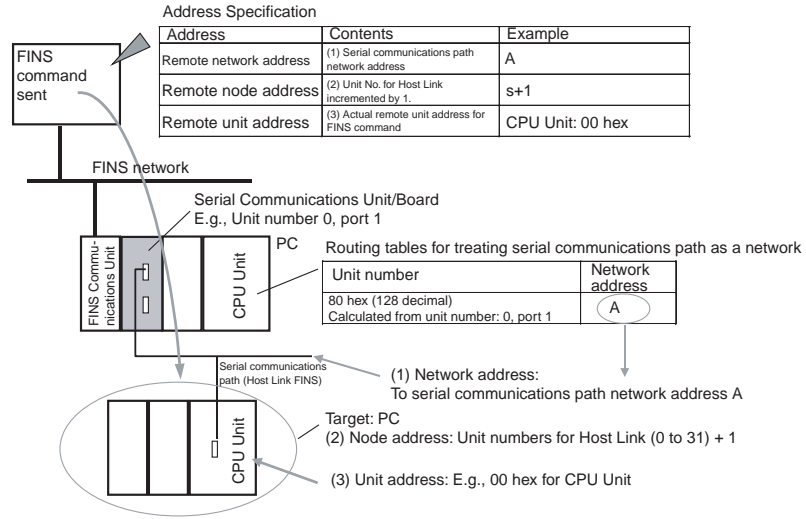 Address Specification
Address Contents Example
Remote network address (1) Serial communications path network address A
Remote node address (2) Unit No. for Host Link incremented by 1. s+1
Remote unit address (3) Actual remote unit address for FINS command CPU Unit: 00 hex
FINS
command
sent
FINS network
Serial Communications Unit/Board
E.g., Unit number 0, port 1
FINS Commu-
nications Unit
CPU Unit
PC
Routing tables for treating serial communications path as a network
Unit number Network address
80 hex (128 decimal)
Calculated from unit number: 0, port 1
A
Serial communications
path (Host Link FINS)
(1) Network address:
To serial communications path network address A
Target: PC
(2) Node address: Unit numbers for Host Link (0 to 31) + 1
CPU Unit
(3) Unit address: E.g., 00 hex for CPU Unit